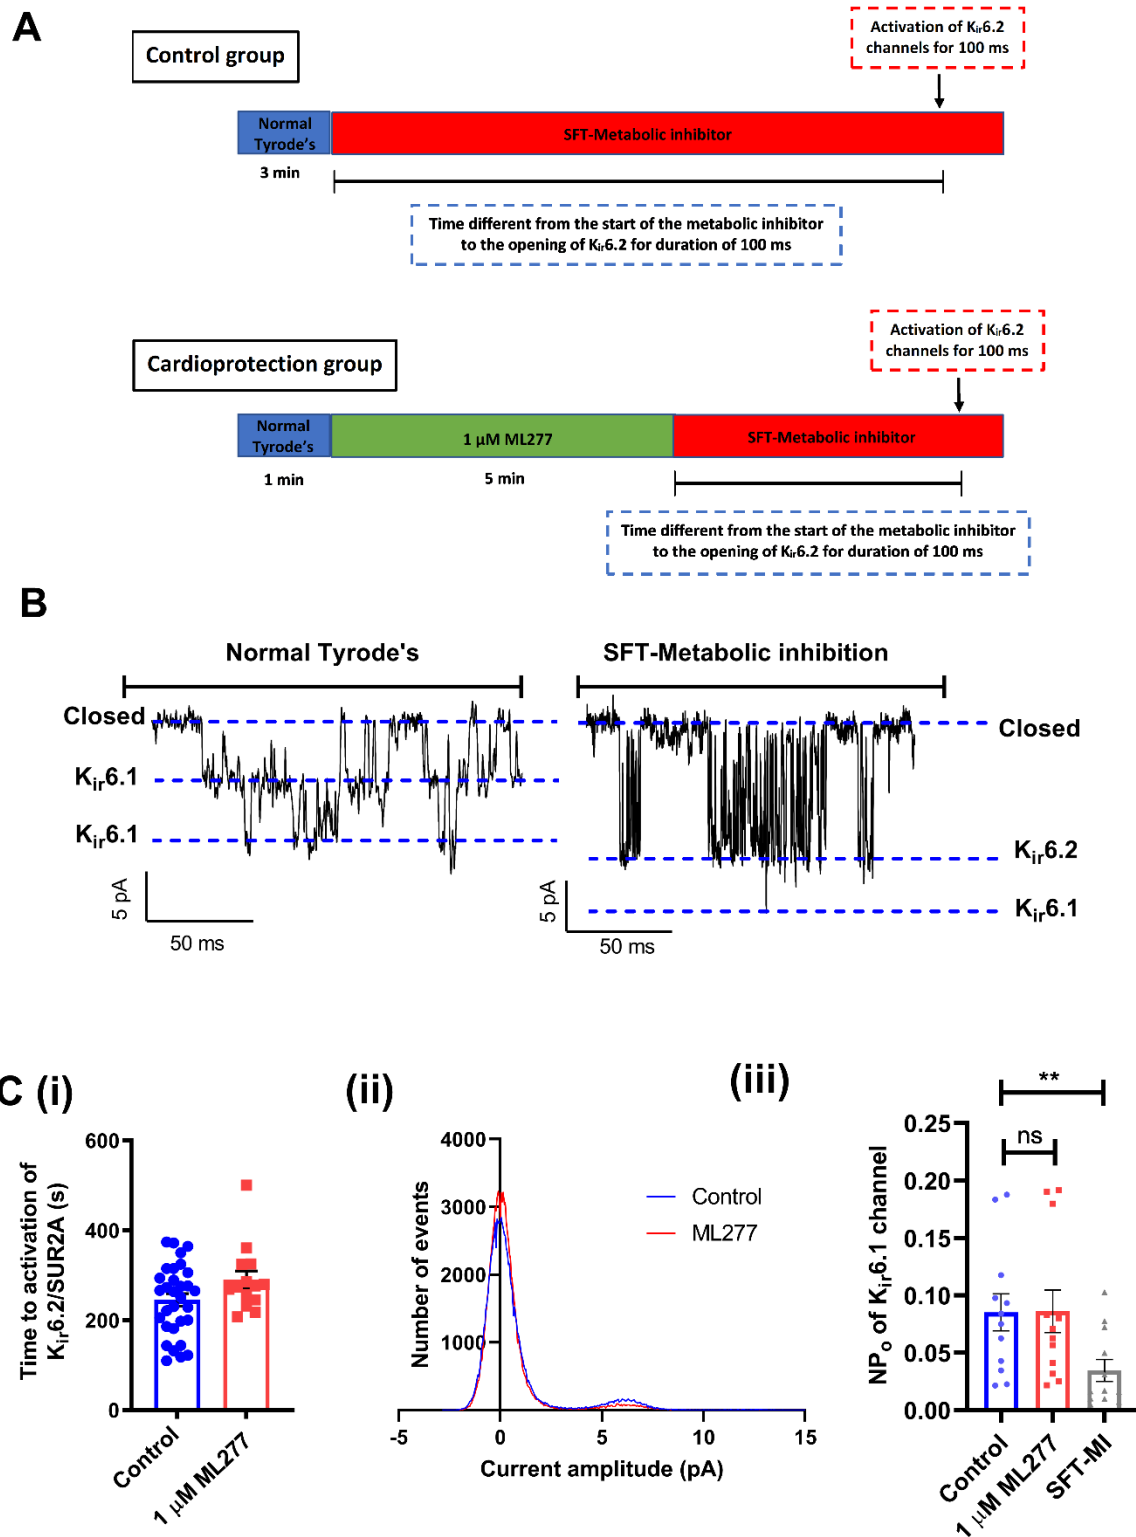 A
Control group
Activation of Kir6.2
channels for 100 ms
Normal
Tyrode's
SFT-Metabolic inhibitor
3 min
Time different from the start of the metabolic inhibitor
to the opening of Kir6.2 for duration of 100 ms
Cardioprotection group
Activation of Kir6.2
channels for 100 ms
Normal
Tyrode's
1 µM ML277
SFT-Metabolic inhibitor
1 min
5 min
Time different from the start of the metabolic inhibitor
to the opening of Kir6.2 for duration of 100 ms
B
Normal Tyrode's
SFT-Metabolic inhibition
Closed
Kir6.1
Kir6.1
5 pA
50 ms
Closed
Kir6.2
Kir6.1
5 pA
50 ms
C (i)
Time to activation of
Kir6.2/SUR2A (s)
600
400
200
0
Control
1 µM ML277
(ii)
Number of events
4000
3000
2000
1000
-5
0
5
10
15
Current amplitude (pA)
Control
ML277
(iii)
**
ns
NPo of Kir6.1 channel
0.25
0.20
0.15
0.10
0.05
0.00
Control
1 µM ML277
SFT-MI